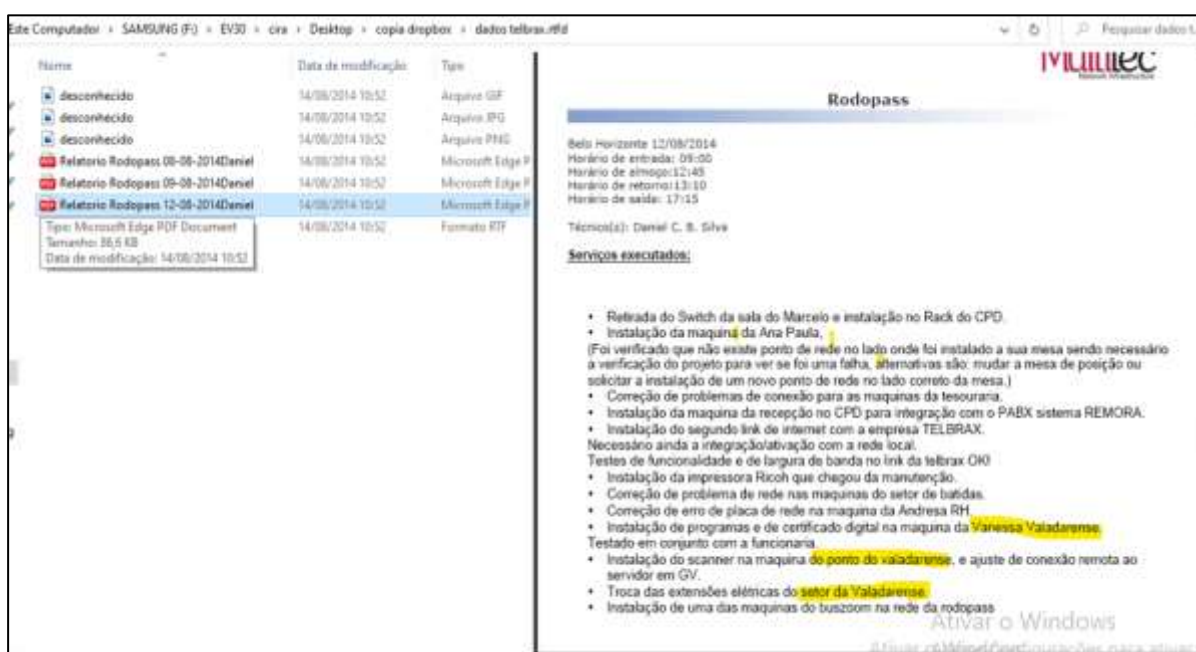 Este Computador > SAMSUNG (F:) > EV30 > cira > Desktop > copia dropbox > dados telbrax.rtfd
Pesquisar dados t
Nome Data de modificação Tipo
desconhecido 14/08/2014 10:52 Arquivo GIF
desconhecido 14/08/2014 10:52 Arquivo JPG
desconhecido 14/08/2014 10:52 Arquivo PNG
Relatorio Rodopass 08-08-2014Daniel 14/08/2014 10:52 Microsoft Edge P
Relatorio Rodopass 09-08-2014Daniel 14/08/2014 10:52 Microsoft Edge P
Relatorio Rodopass 12-08-2014Daniel 14/08/2014 10:52 Microsoft Edge P
14/08/2014 10:52 Formato RTF
Tipo: Microsoft Edge PDF Document
Tamanho: 86,6 KB
Data de modificação: 14/08/2014 10:52
Multitec
Network Infrastructure
Rodopass
Belo Horizonte 12/08/2014
Horário de entrada: 09:00
Horário de almoço:12:45
Horário de retorno:13:10
Horário de saída: 17:15
Técnico(s): Daniel C. B. Silva
Serviços executados:
• Retirada do Switch da sala do Marcelo e instalação no Rack do CPD.
• Instalação da maquina da Ana Paula,
(Foi verificado que não existe ponto de rede no lado onde foi instalado a sua mesa sendo necessário
a verificação do projeto para ver se foi uma falha, alternativas são: mudar a mesa de posição ou
solicitar a instalação de um novo ponto de rede no lado correto da mesa.)
• Correção de problemas de conexão para as maquinas da tesouraria.
• Instalação da maquina da recepção no CPD para integração com o PABX sistema REMORA.
• Instalação do segundo link de internet com a empresa TELBRAX.
Necessário ainda a integração/ativação com a rede local.
Testes de funcionalidade e de largura de banda no link da telbrax OK!
• Instalação da impressora Ricoh que chegou da manutenção.
• Correção de problema de rede nas maquinas do setor de batidas.
• Correção de erro de placa de rede na maquina da Andresa RH.
• Instalação de programas e de certificado digital na maquina da Vanessa Valadarense.
Testado em conjunto com a funcionaria
• Instalação do scanner na maquina do ponto do valadarense, e ajuste de conexão remota ao
servidor em GV.
• Troca das extensões elétricas do setor da Valadarense.
• Instalação de uma das maquinas do buszoom na rede da rodopass
Ativar o Windows